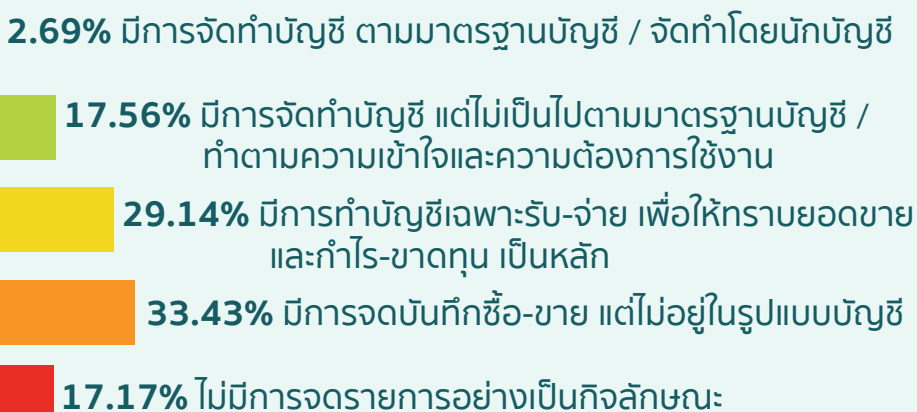 2.69% มีการจัดทำบัญชี ตามมาตรฐานบัญชี / จัดทำโดยนักบัญชี
17.56% มีการจัดทำบัญชี แต่ไม่เป็นไปตามมาตรฐานบัญชี /
ทำตามความเข้าใจและความต้องการใช้งาน
29.14% มีการทำบัญชีเฉพาะรับ-จ่าย เพื่อให้ทราบยอดขาย
และกำไร-ขาดทุน เป็นหลัก
33.43% มีการจดบันทึกซื้อ-ขาย แต่ไม่อยู่ในรูปแบบบัญชี
17.17% ไม่มีการจดรายการอย่างเป็นกิจลักษณะ